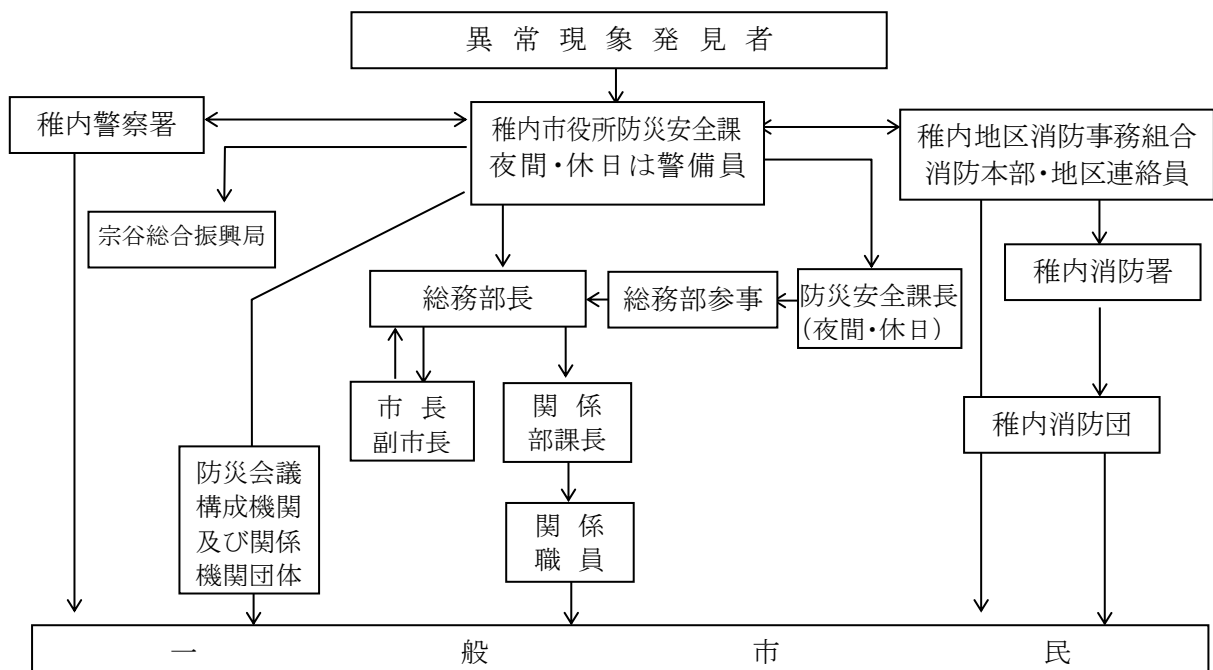 異常現象発見者
稚内警察署
稚内市役所防災安全課
夜間・休日は警備員
稚内地区消防事務組合
消防本部・地区連絡員
宗谷総合振興局
稚内消防署
総務部長
総務部参事
防災安全課長
(夜間・休日)
市長
副市長
関係
部課長
稚内消防団
防災会議
構成機関
及び関係
機関団体
関係
職員
一般市民